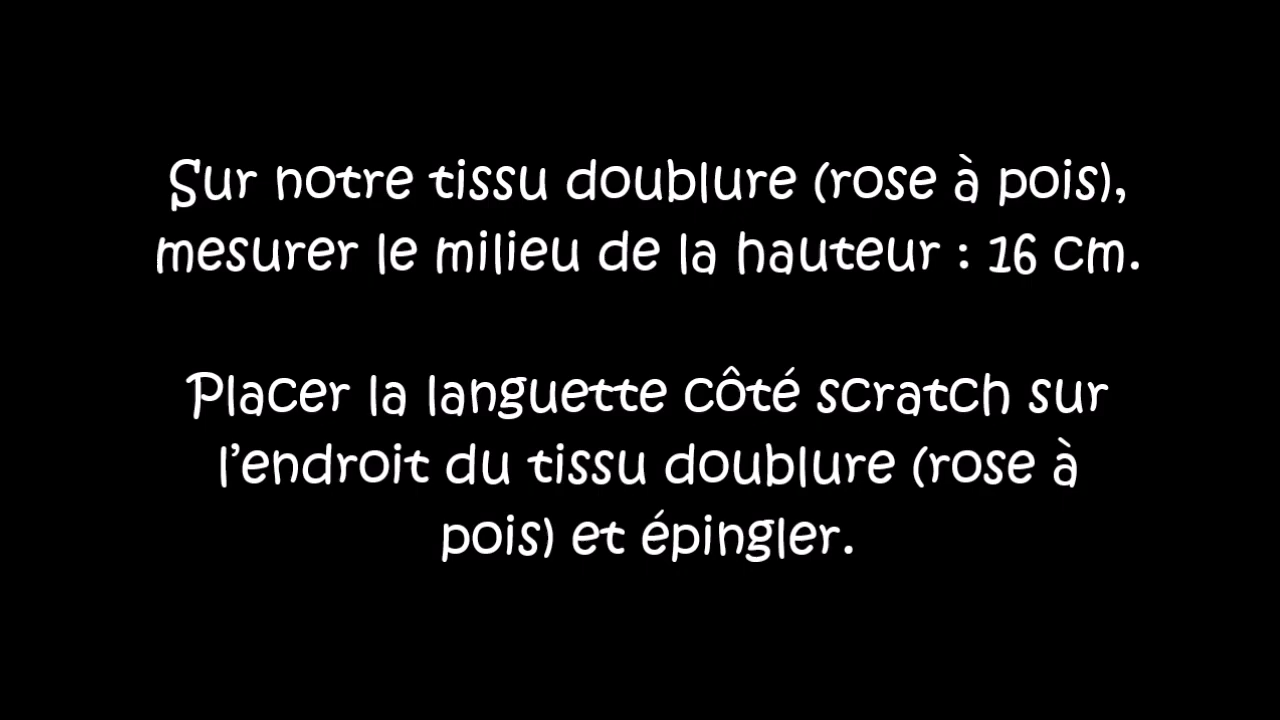 Sur notre tissu doublure (rose à pois),
mesurer le milieu de la hauteur : 16 cm.
Placer la languette côté scratch sur
l’endroit du tissu doublure (rose à
pois) et épingler.